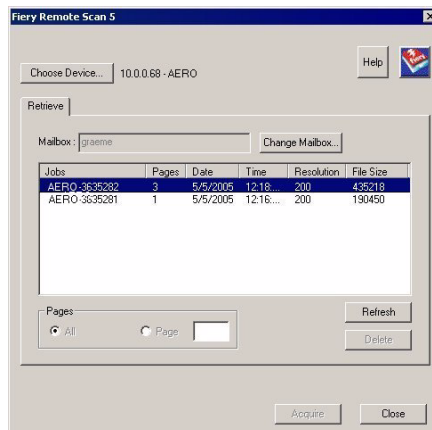 Fiery Remote Scan 5
Help
Choose Device... 10.0.0.68 - AERO
Retrieve
Mailbox : graeme Change Mailbox...
Jobs Pages Date Time Resolution File Size
AERO-3635282 3 5/5/2005 12:18:... 200 435218
AERO-3635281 1 5/5/2005 12:16:... 200 190450
Pages
All Page
Refresh
Delete
Acquire Close